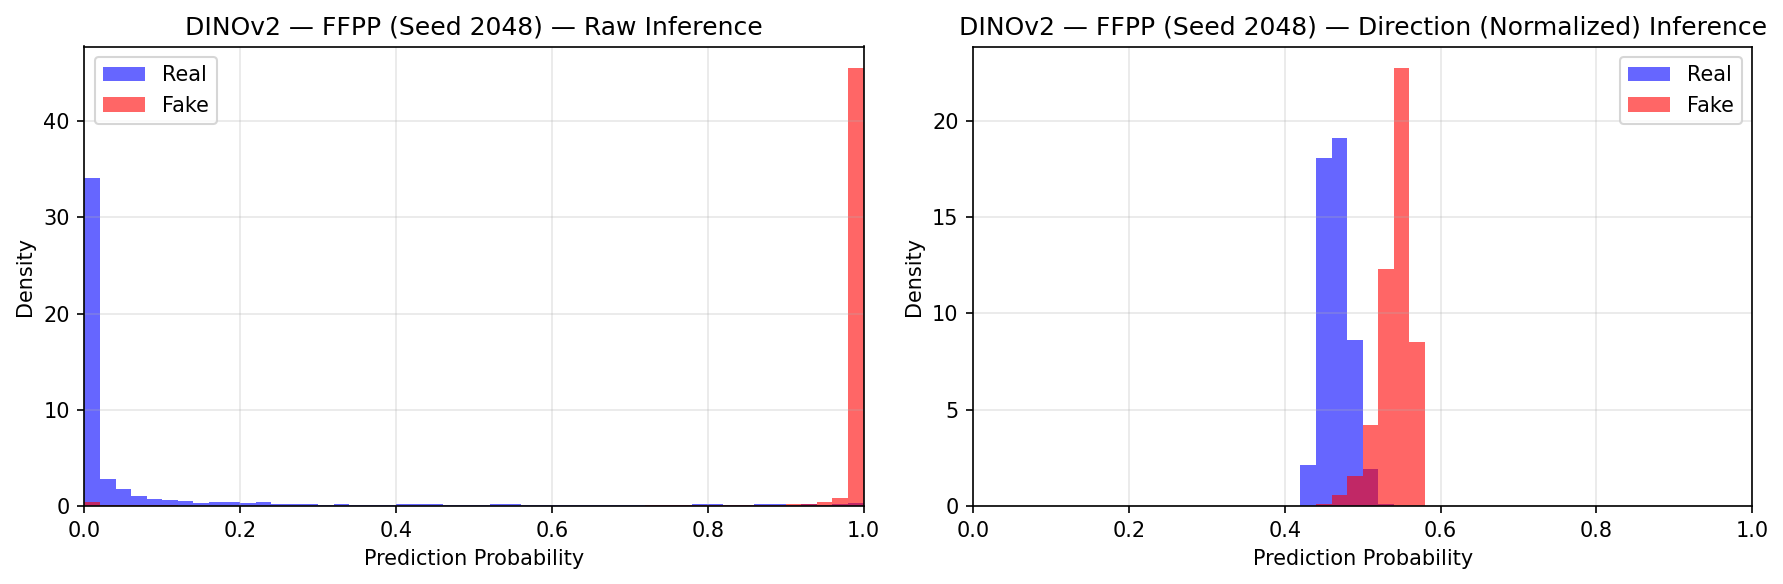 DINOv2 — FFPP (Seed 2048) — Raw Inference
Real
Fake
Density
40
30
20
10
0
0.0 0.2 0.4 0.6 0.8 1.0
Prediction Probability
DINOv2 — FFPP (Seed 2048) — Direction (Normalized) Inference
Real
Fake
Density
20
15
10
5
0
0.0 0.2 0.4 0.6 0.8 1.0
Prediction Probability